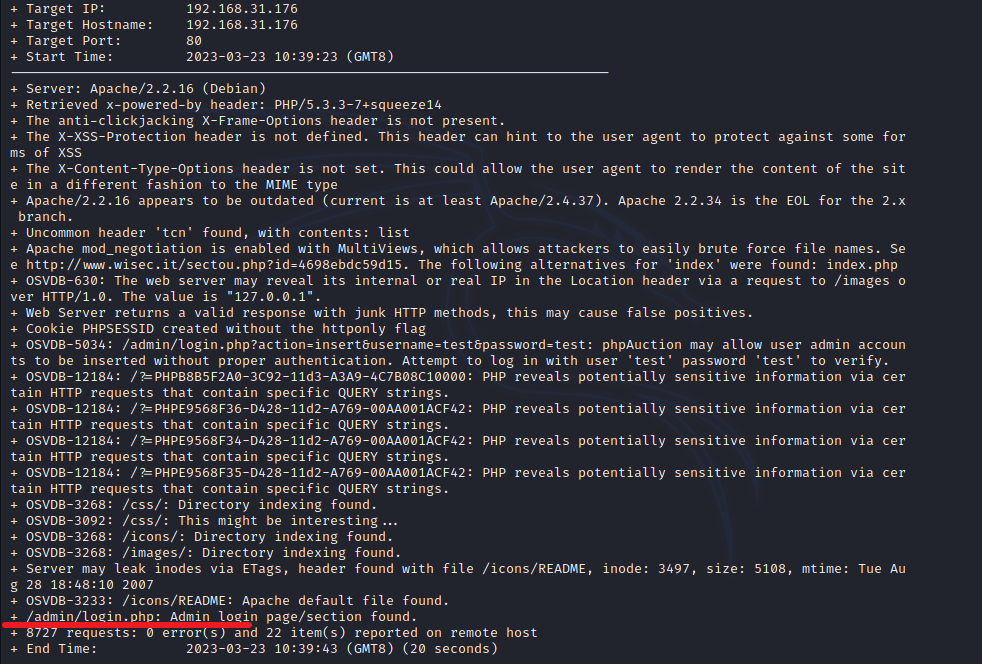 + Target IP:          192.168.31.176
+ Target Hostname:    192.168.31.176
+ Target Port:        80
+ Start Time:         2023-03-23 10:39:23 (GMT8)
---------------------------------------------------------------------------
+ Server: Apache/2.2.16 (Debian)
+ Retrieved x-powered-by header: PHP/5.3.3-7+squeeze14
+ The anti-clickjacking X-Frame-Options header is not present.
+ The X-XSS-Protection header is not defined. This header can hint to the user agent to protect against some for
ms of XSS
+ The X-Content-Type-Options header is not set. This could allow the user agent to render the content of the sit
e in a different fashion to the MIME type
+ Apache/2.2.16 appears to be outdated (current is at least Apache/2.4.37). Apache 2.2.34 is the EOL for the 2.x
 branch.
+ Uncommon header 'tcn' found, with contents: list
+ Apache mod_negotiation is enabled with MultiViews, which allows attackers to easily brute force file names. Se
e http://www.wisec.it/sectou.php?id=4698ebdc59d15. The following alternatives for 'index' were found: index.php
+ OSVDB-630: The web server may reveal its internal or real IP in the Location header via a request to /images o
ver HTTP/1.0. The value is "127.0.0.1".
+ Web Server returns a valid response with junk HTTP methods, this may cause false positives.
+ Cookie PHPSESSID created without the httponly flag
+ OSVDB-5034: /admin/login.php?action=insert&username=test&password=test: phpAuction may allow user admin accoun
ts to be inserted without proper authentication. Attempt to log in with user 'test' password 'test' to verify.
+ OSVDB-12184: /?=PHPB8B5F2A0-3C92-11d3-A3A9-4C7B08C10000: PHP reveals potentially sensitive information via cer
tain HTTP requests that contain specific QUERY strings.
+ OSVDB-12184: /?=PHPE9568F36-D428-11d2-A769-00AA001ACF42: PHP reveals potentially sensitive information via cer
tain HTTP requests that contain specific QUERY strings.
+ OSVDB-12184: /?=PHPE9568F34-D428-11d2-A769-00AA001ACF42: PHP reveals potentially sensitive information via cer
tain HTTP requests that contain specific QUERY strings.
+ OSVDB-12184: /?=PHPE9568F35-D428-11d2-A769-00AA001ACF42: PHP reveals potentially sensitive information via cer
tain HTTP requests that contain specific QUERY strings.
+ OSVDB-3268: /css/: Directory indexing found.
+ OSVDB-3092: /css/: This might be interesting...
+ OSVDB-3268: /icons/: Directory indexing found.
+ OSVDB-3268: /images/: Directory indexing found.
+ Server may leak inodes via ETags, header found with file /icons/README, inode: 3497, size: 5108, mtime: Tue Au
g 28 18:48:10 2007
+ OSVDB-3233: /icons/README: Apache default file found.
+ /admin/login.php: Admin login page/section found.
+ 8727 requests: 0 error(s) and 22 item(s) reported on remote host
+ End Time:           2023-03-23 10:39:43 (GMT8) (20 seconds)